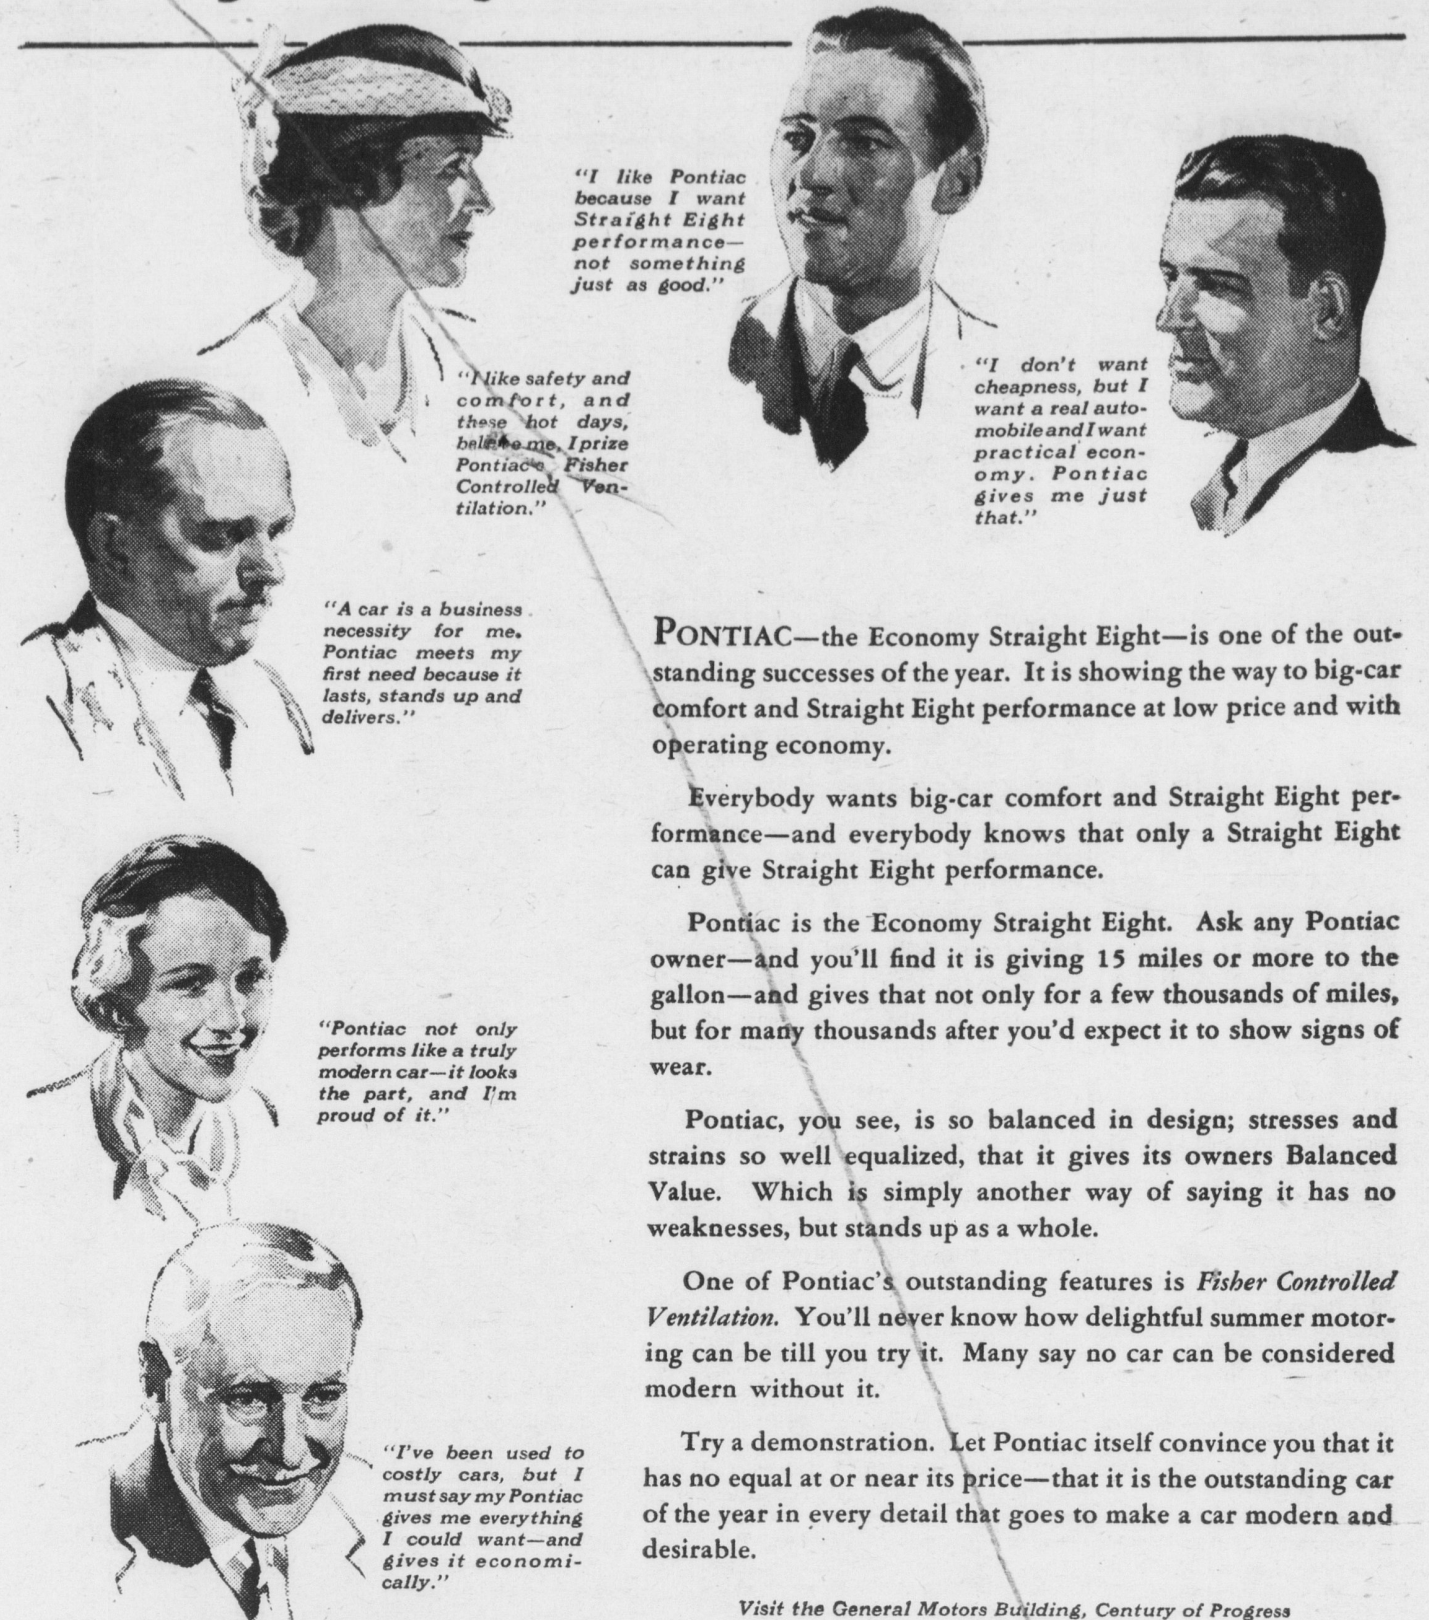 "I like Pontiac
because I want
Straight Eight
performance—
not something
just as good."
"I don't want
cheapness, but I
want a real auto-
mobile and I want
practical econ-
omy. Pontiac
gives me just
that."
"I like safety and
comfort, and
these hot days,
believe me, I prize
Pontiac's Fisher
Controlled Ven-
tilation."
"A car is a business
necessity for me.
Pontiac meets my
first need because it
lasts, stands up and
delivers."
"Pontiac not only
performs like a truly
modern car—it looks
the part, and I'm
proud of it."
"I've been used to
costly cars, but I
must say my Pontiac
gives me everything
I could want—and
gives it economi-
cally."
PONTIAC—the Economy Straight Eight—is one of the out-
standing successes of the year. It is showing the way to big-car
comfort and Straight Eight performance at low price and with
operating economy.
Everybody wants big-car comfort and Straight Eight per-
formance—and everybody knows that only a Straight Eight
can give Straight Eight performance.
Pontiac is the Economy Straight Eight. Ask any Pontiac
owner—and you'll find it is giving 15 miles or more to the
gallon—and gives that not only for a few thousands of miles,
but for many thousands after you'd expect it to show signs of
wear.
Pontiac, you see, is so balanced in design; stresses and
strains so well equalized, that it gives its owners Balanced
Value. Which is simply another way of saying it has no
weaknesses, but stands up as a whole.
One of Pontiac's outstanding features is Fisher Controlled
Ventilation. You'll never know how delightful summer motor-
ing can be till you try it. Many say no car can be considered
modern without it.
Try a demonstration. Let Pontiac itself convince you that it
has no equal at or near its price—that it is the outstanding car
of the year in every detail that goes to make a car modern and
desirable.
Visit the General Motors Building, Century of Progress